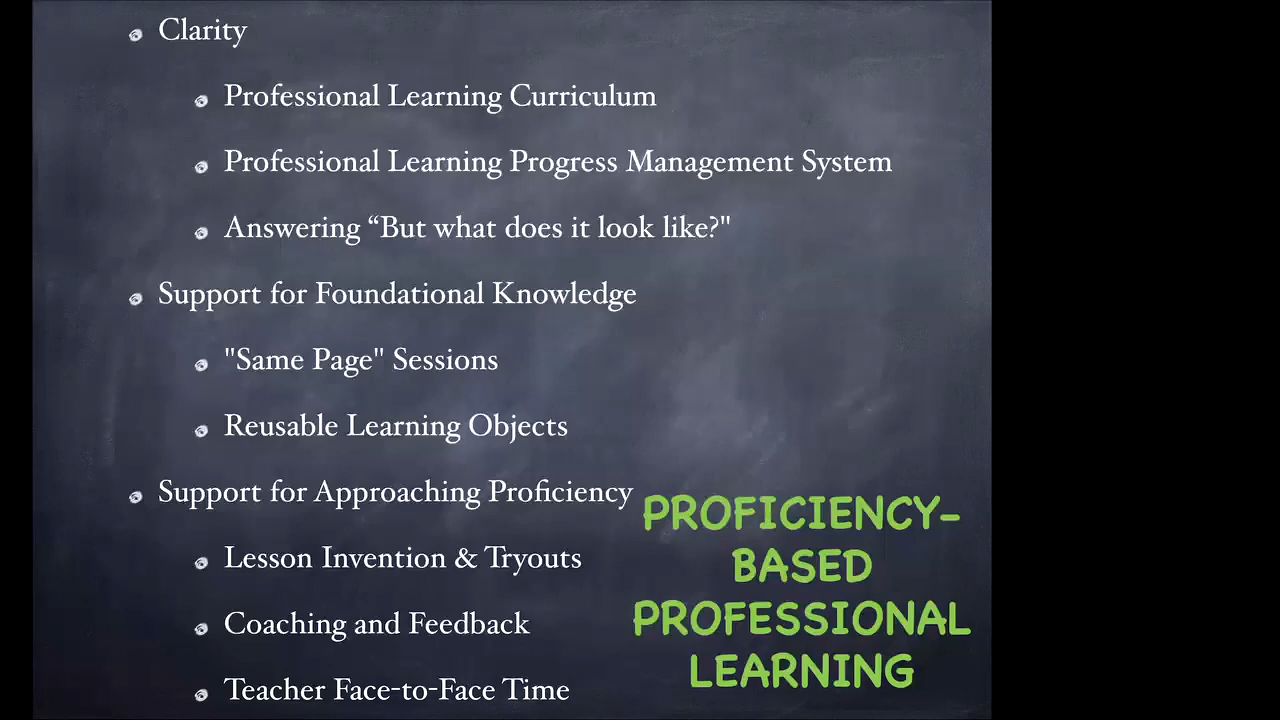 Clarity
Professional Learning Curriculum
Professional Learning Progress Management System
Answering “But what does it look like?"
Support for Foundational Knowledge
"Same Page" Sessions
Reusable Learning Objects
Support for Approaching Proficiency
Lesson Invention & Tryouts
Coaching and Feedback
Teacher Face-to-Face Time
PROFICIENCY-
BASED
PROFESSIONAL
LEARNING